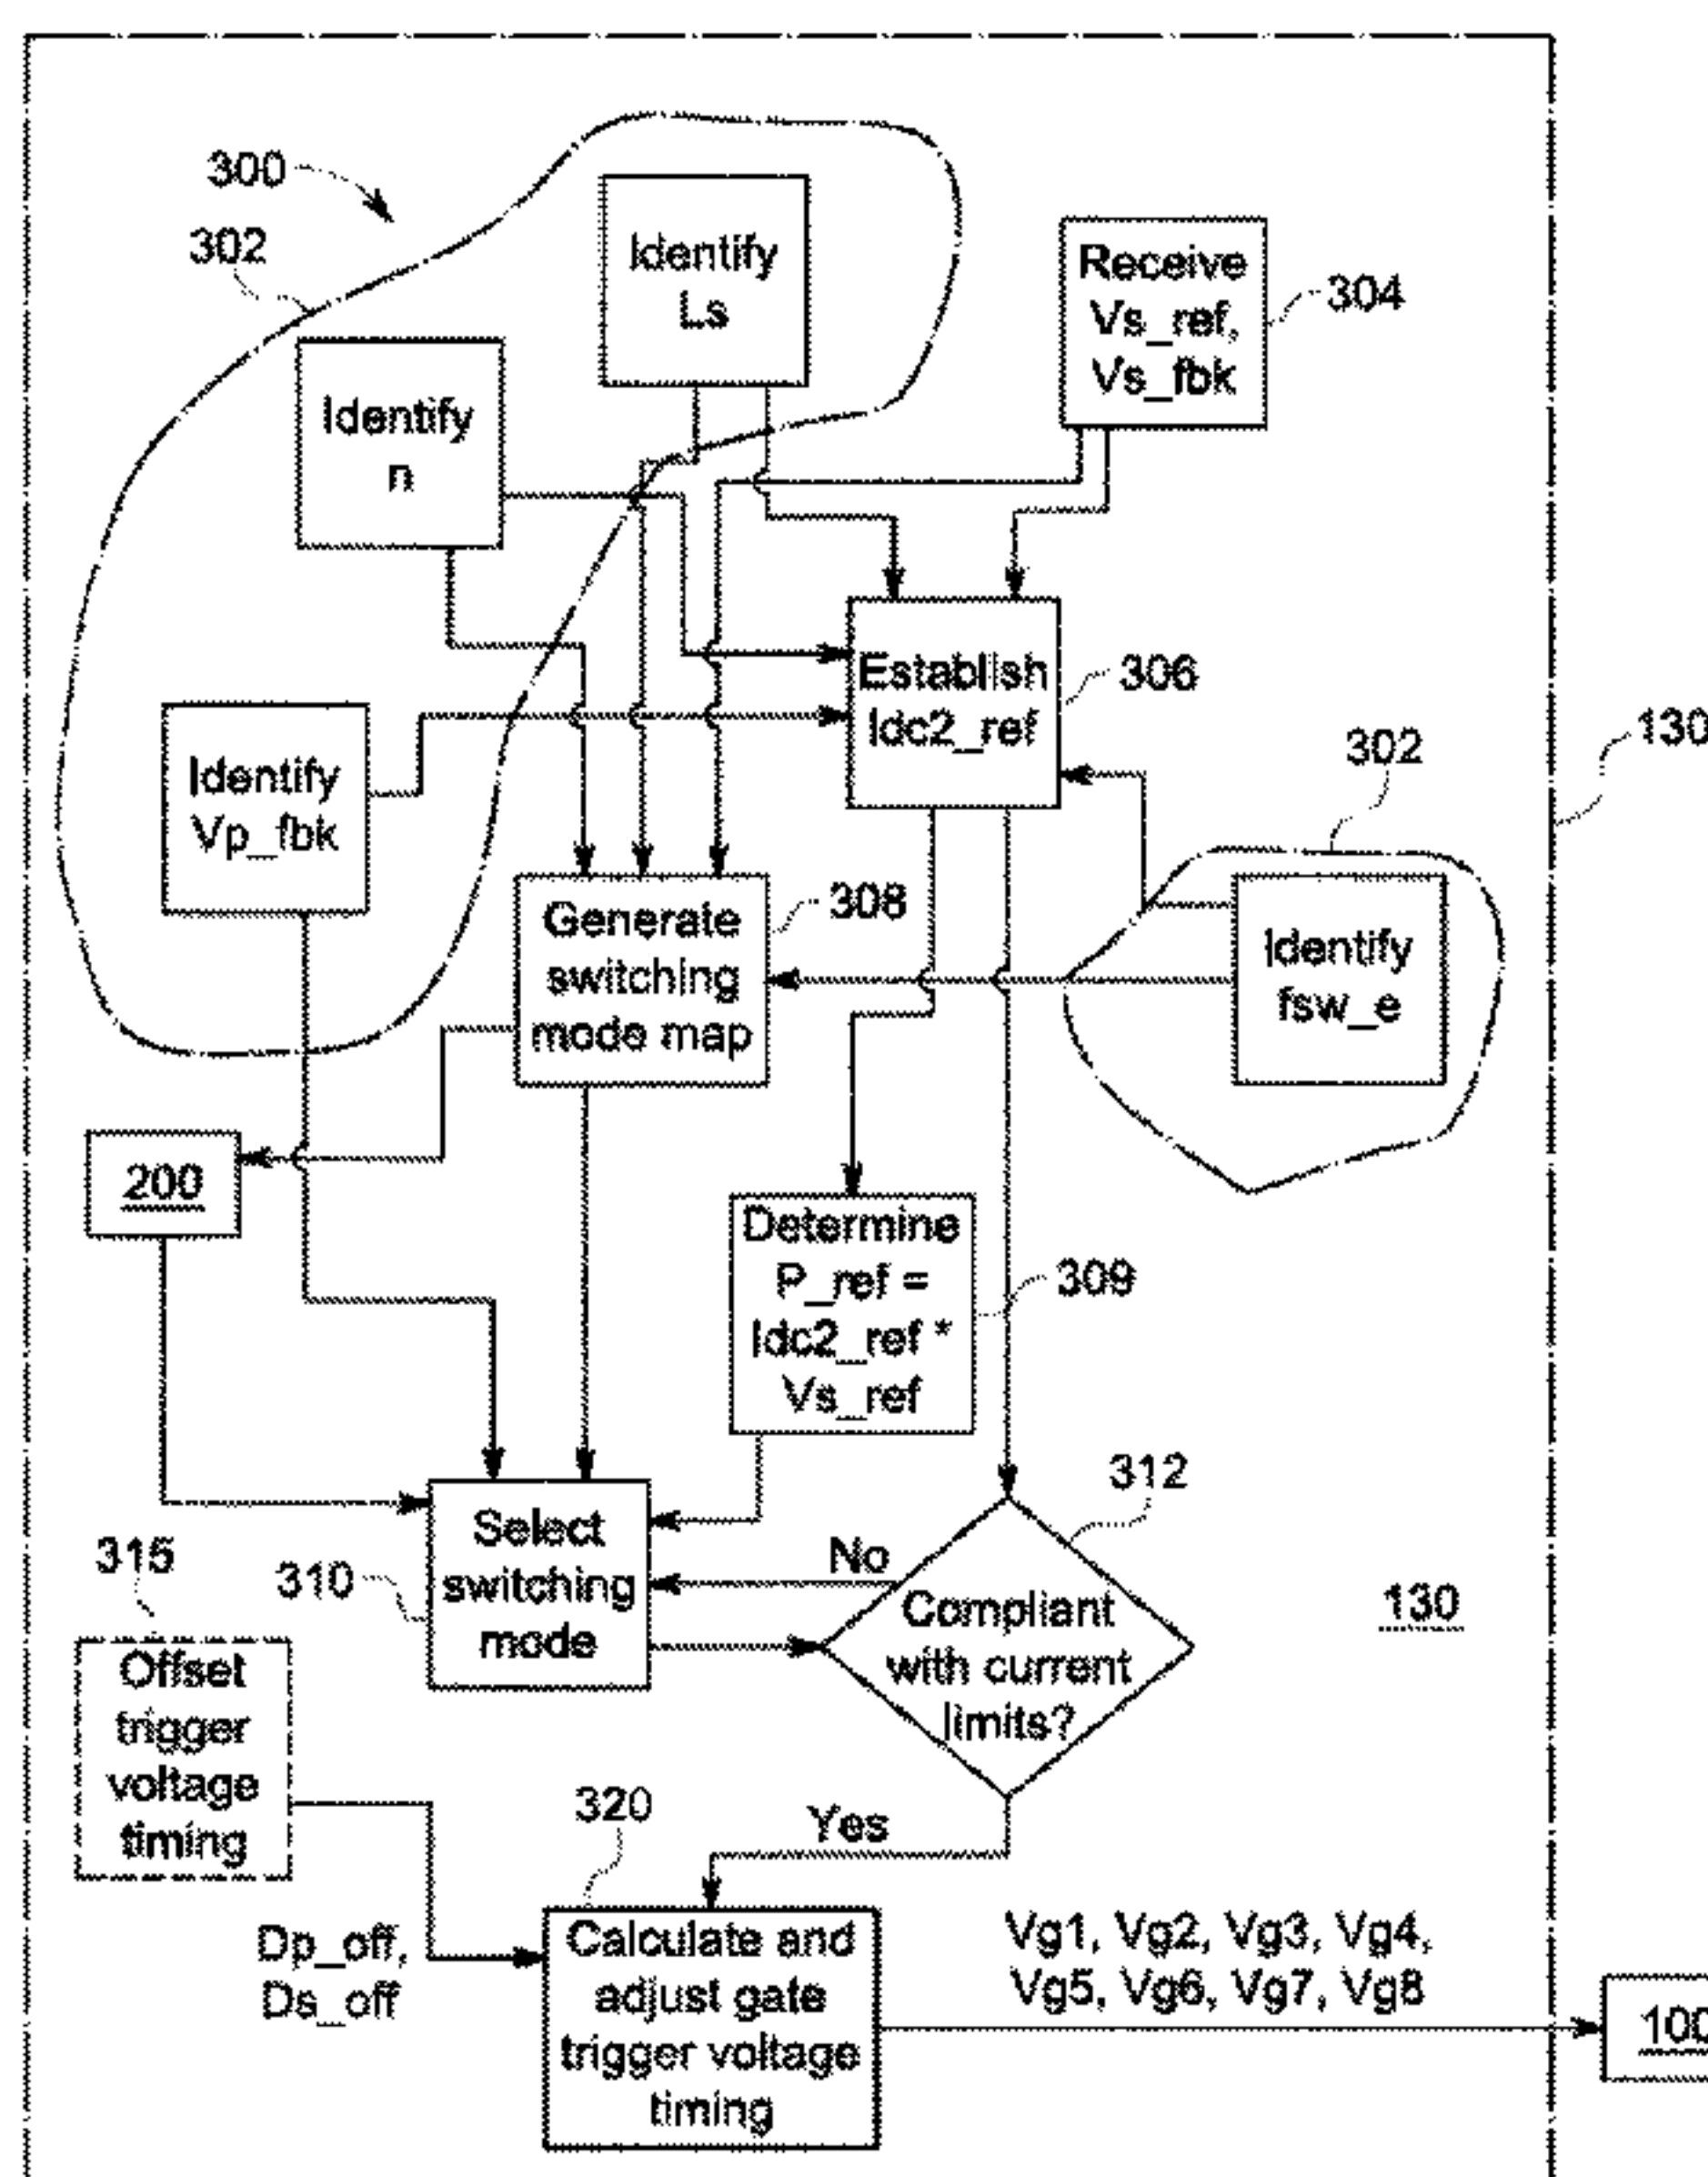 300
302
Identify
Ls
Receive
Vs_ref,
Vs_fbk
304
Identify
n
Establish
Idc2_ref
306
130
302
Identify
Vp_fbk
Generate
switching
mode map
308
Identify
fsw_e
200
Determine
P_ref =
Idc2_ref *
Vs_ref
309
312
315
310
Select
switching
mode
No
Compliant
with current
limits?
130
Offset
trigger
voltage
timing
320
Yes
Dp_off,
Ds_off
Calculate and
adjust gate
trigger voltage
timing
Vg1, Vg2, Vg3, Vg4,
Vg5, Vg6, Vg7, Vg8
100